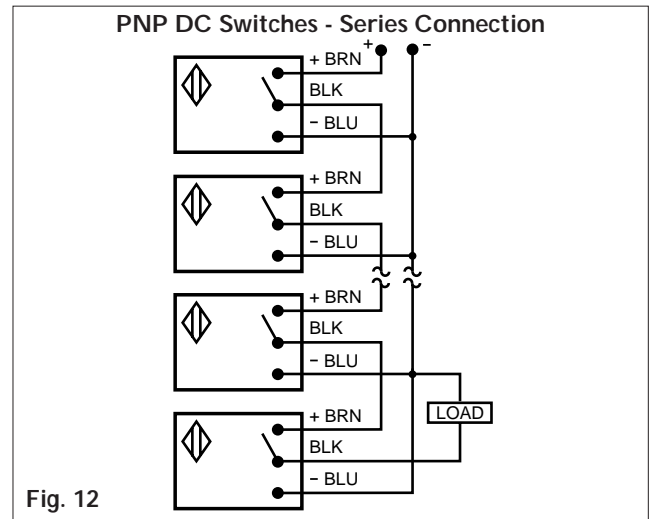 PNP DC Switches - Series Connection
+ –
+ BRN
BLK
– BLU
+ BRN
BLK
– BLU
+ BRN
BLK
– BLU
LOAD
+ BRN
BLK
– BLU
Fig. 12